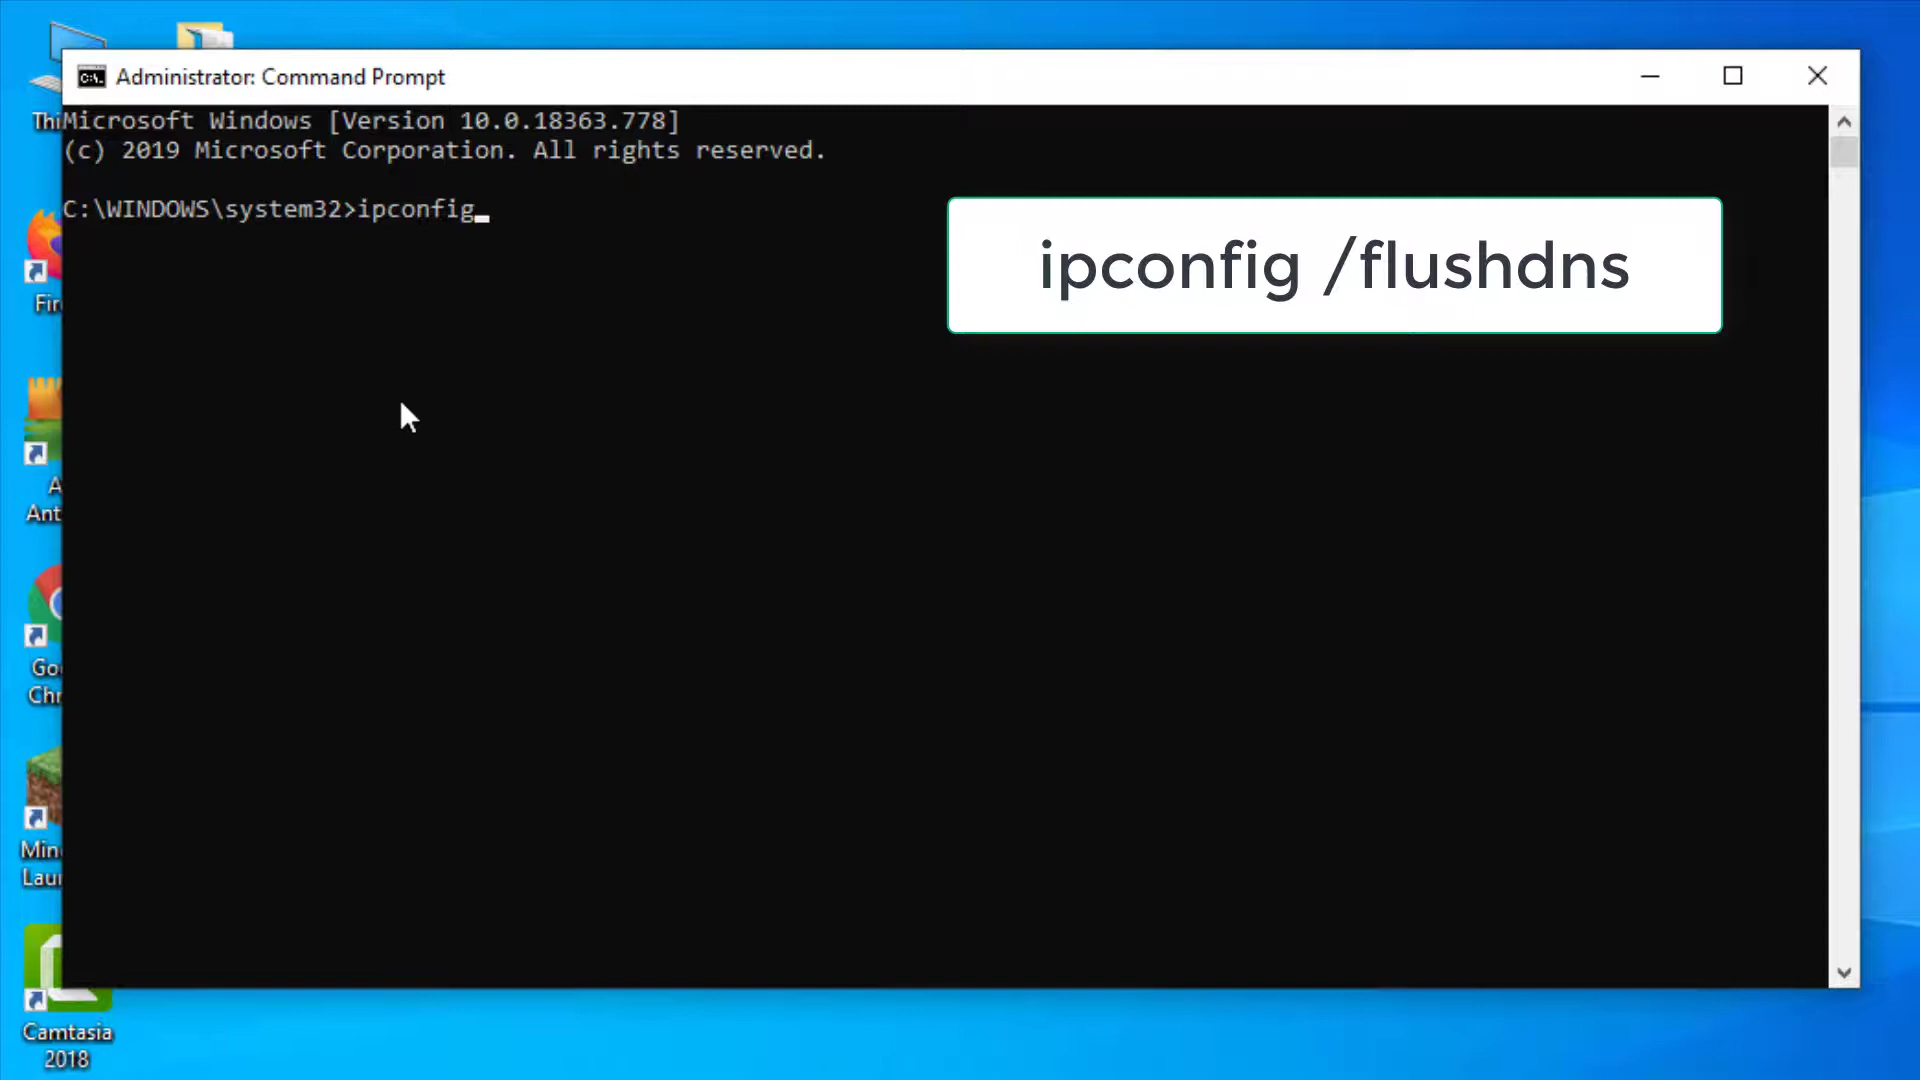 Administrator: Command Prompt
Microsoft Windows [Version 10.0.18363.778]
(c) 2019 Microsoft Corporation. All rights reserved.
C:\WINDOWS\system32>ipconfig_
ipconfig /flushdns
Camtasia
2018